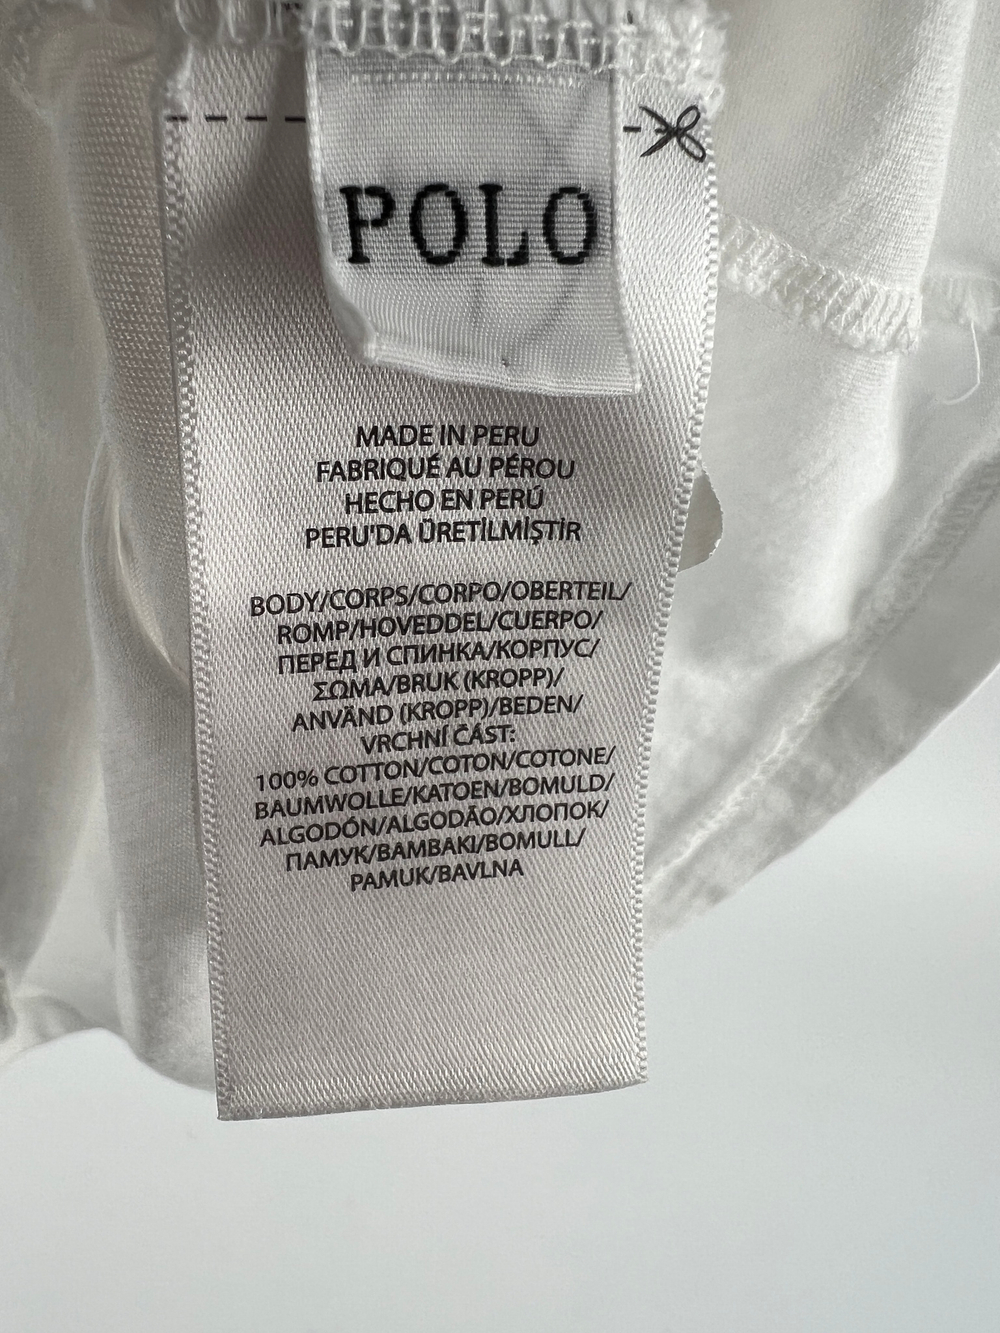 POLO
MADE IN PERU
FABRIQUÉ AU PÉROU
HECHO EN PERÚ
PERU'DA ÜRETİLMİŞTİR
BODY/CORPS/CORPO/OBERTEIL/
ROMP/HOVEDDEL/CUERPO/
ПЕРЕД И СПИНКА/КОРПУС/
ΣΩΜΑ/BRUK (KROPP)/
ANVÄND (KROPP)/BEDEN/
VRCHNÍ ČÁST:
100% COTTON/COTON/COTONE/
BAUMWOLLE/KATOEN/BOMULD/
ALGODÓN/ALGODÃO/ХЛОПОК/
ПАМУК/ΒΑΜΒΑΚΙ/BOMULL/
PAMUK/BAVLNA